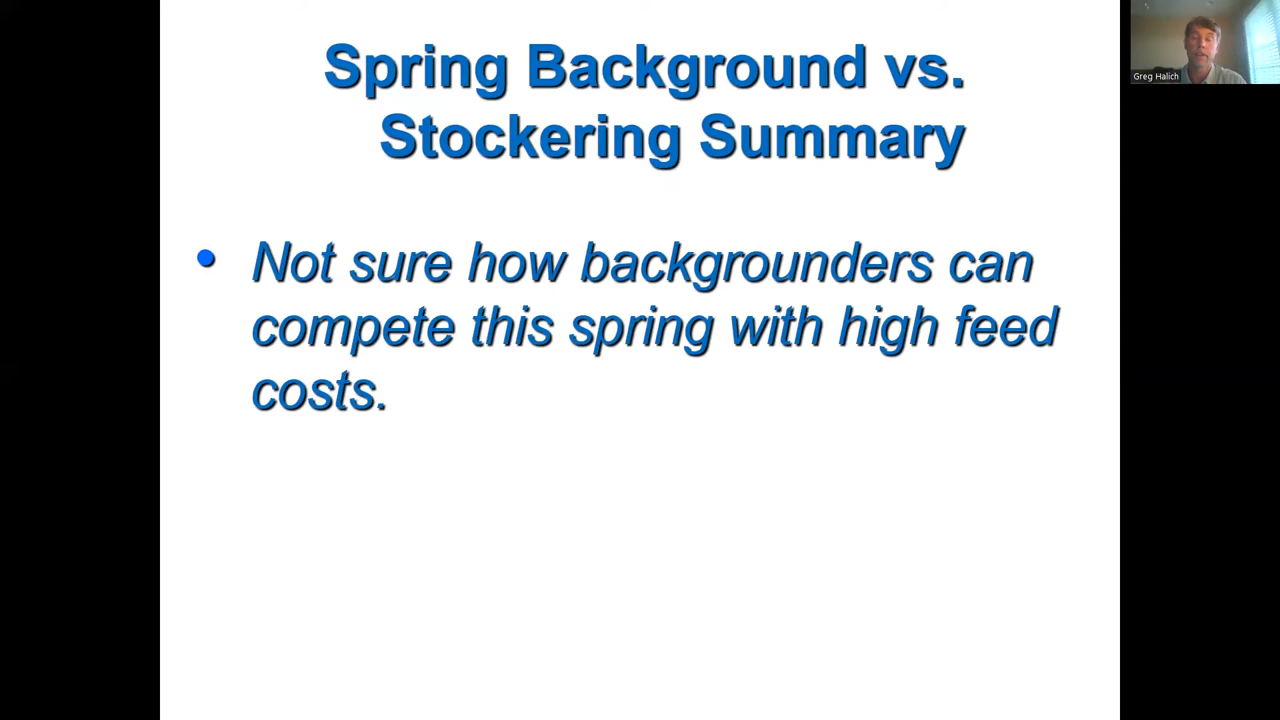 Spring Background vs.
Stockering Summary
• Not sure how backgrounders can
compete this spring with high feed
costs.
Greg Halich